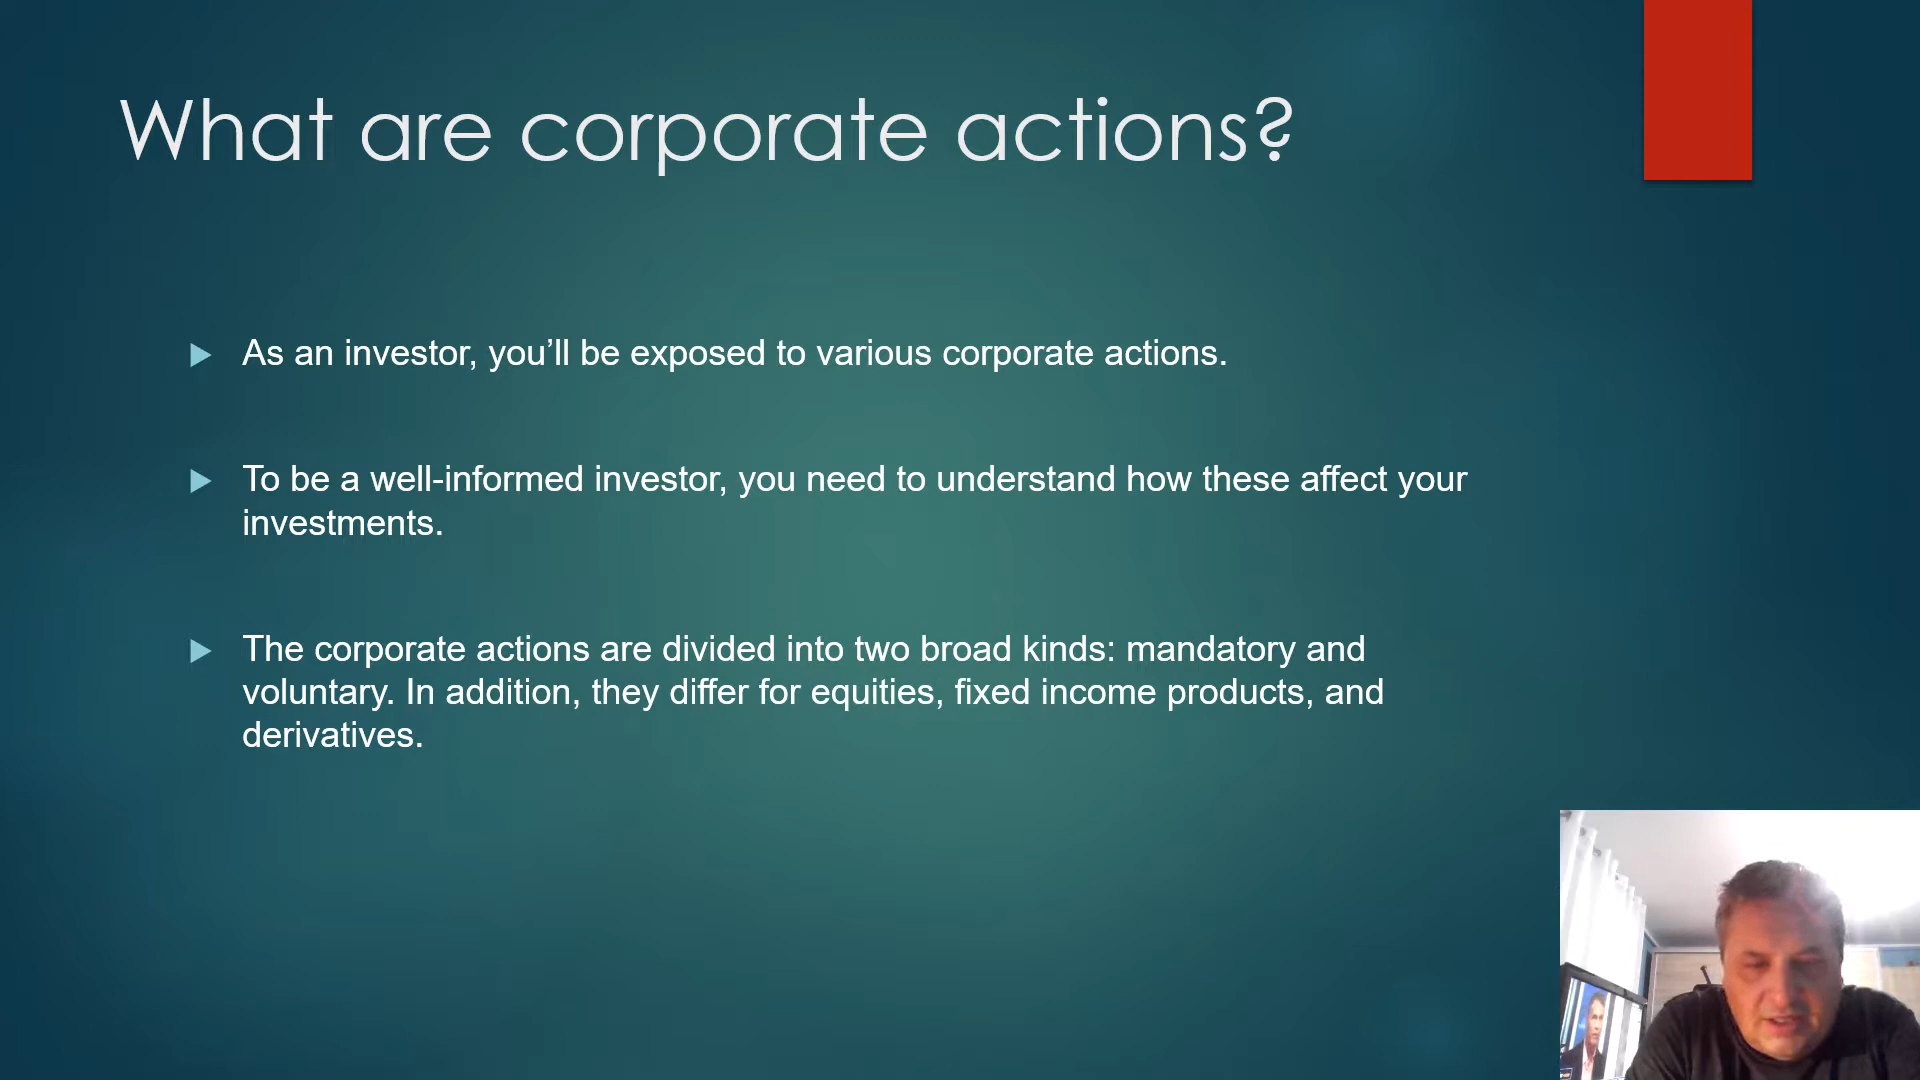 What are corporate actions?
As an investor, you’ll be exposed to various corporate actions.
To be a well-informed investor, you need to understand how these affect your
investments.
The corporate actions are divided into two broad kinds: mandatory and
voluntary. In addition, they differ for equities, fixed income products, and
derivatives.